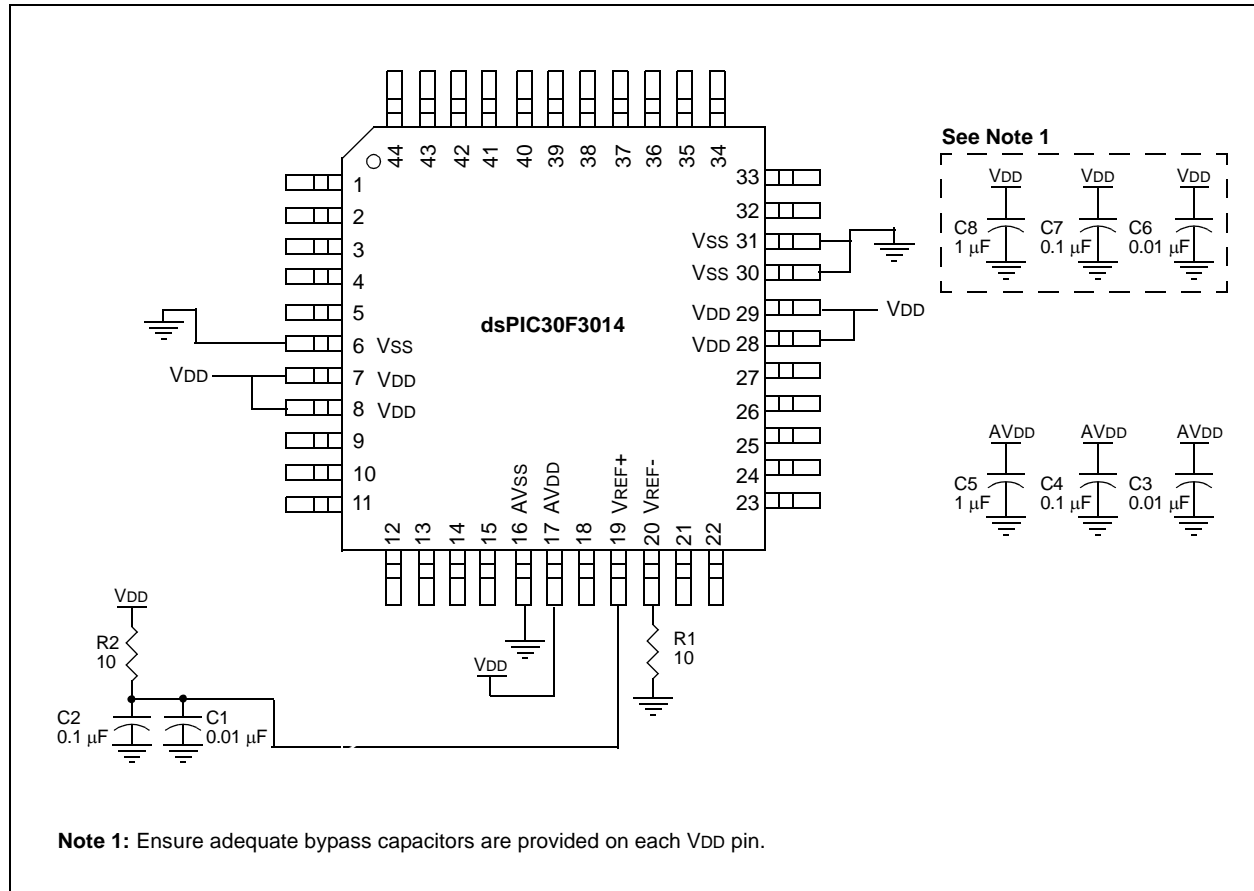 44 43 42 41 40 39 38 37 36 35 34
See Note 1
VDD VDD VDD
C8 1 µF
C7 0.1 µF
C6 0.01 µF
1
2
3
4
5
6 VSS
7 VDD
8 VDD
9
10
11
VDD
dsPIC30F3014
33
32
VSS 31
VSS 30
VDD 29
VDD 28
27
26
25
24
23
VDD
AVDD AVDD AVDD
C5 1 µF
C4 0.1 µF
C3 0.01 µF
AVSS AVDD VREF+ VREF-
12 13 14 15 16 17 18 19 20 21 22
VDD
R2
10
C2
0.1 µF
C1
0.01 µF
VDD
R1
10
Note 1: Ensure adequate bypass capacitors are provided on each VDD pin.